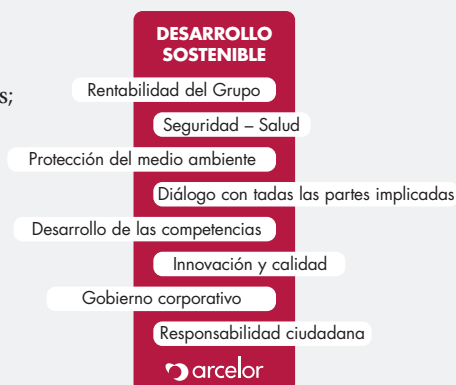 DESARROLLO
SOSTENIBLE
s;
Rentabilidad del Grupo
Seguridad – Salud
Protección del medio ambiente
Diálogo con tadas las partes implicadas
Desarrollo de las competencias
Innovación y calidad
Gobierno corporativo
Responsabilidad ciudadana
arcelor